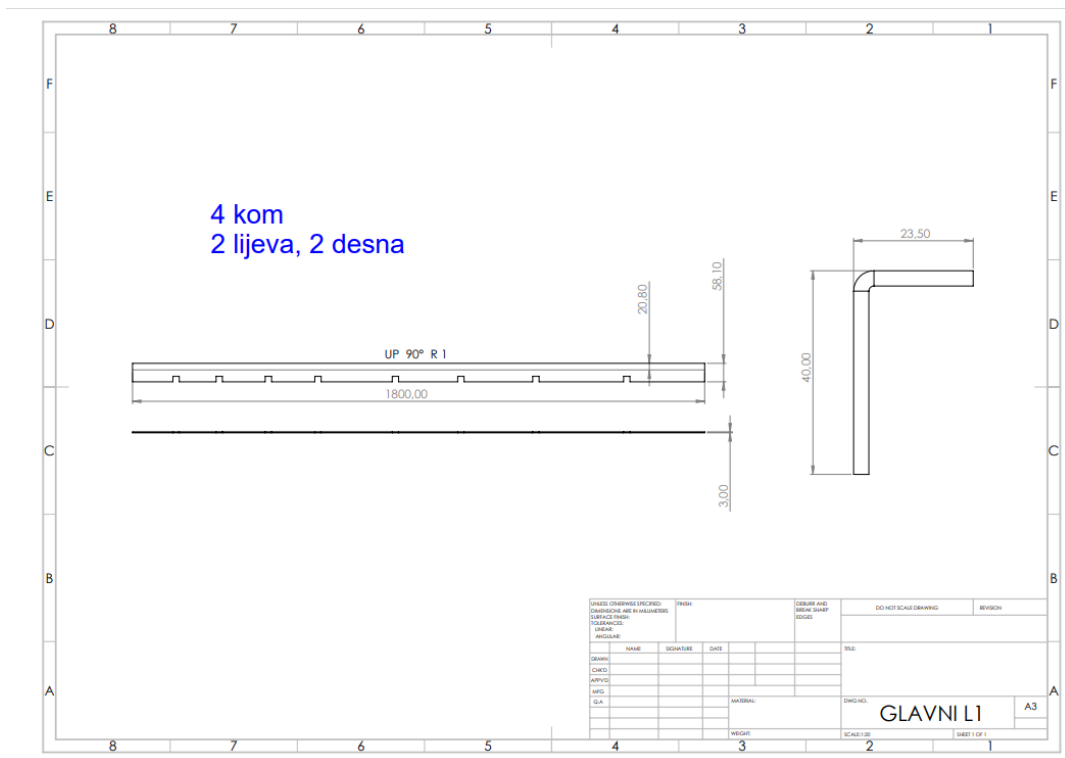 8 7 6 5 4 3 2 1
F F
E E
D D
C C
B B
A A
4 kom
2 lijeva, 2 desna
23,50
58,10
20,80
UP 90° R 1
40,00
1800,00
3,00
UNLESS OTHERWISE SPECIFIED:
DIMENSIONS ARE IN MILLIMETERS
SURFACE FINISH:
TOLERANCES:
LINEAR:
ANGULAR:
FINISH:
DEBURR AND
BREAK SHARP
EDGES
DO NOT SCALE DRAWING
REVISION
NAME SIGNATURE DATE
TITLE:
DRAWN
CHK'D
APPV'D
MFG
Q.A
MATERIAL:
DWG NO.
GLAVNI L1
A3
WEIGHT:
SCALE:1:20
SHEET 1 OF 1
8 7 6 5 4 3 2 1